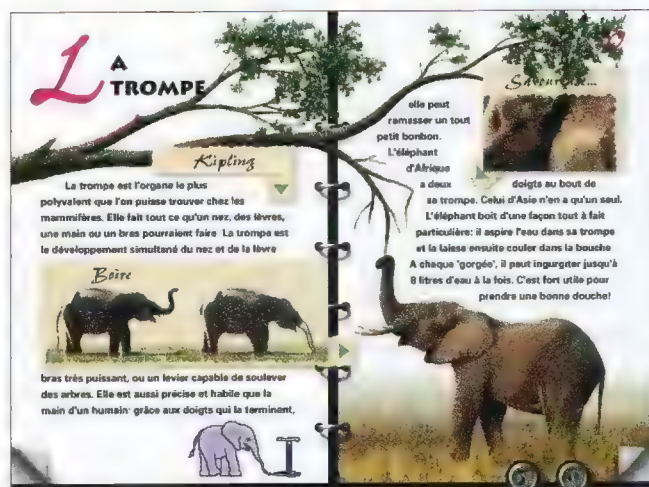 LA
TROMPE
Kipling
La trompe est l'organe le plus
polyvalent que l'on puisse trouver chez les
mammifères. Elle fait tout ce qu'un nez, des lèvres,
une main ou un bras pourraient faire. La trompe est
le développement simultané du nez et de la lèvre
Boire
bras très puissant, ou un levier capable de soulever
des arbres. Elle est aussi précise et habile que la
main d'un humain: grâce aux doigts qui la terminent,
Savoureuse...
elle peut
ramasser un tout
petit bonbon.
L'éléphant
d'Afrique
a deux doigts au bout de
sa trompe. Celui d'Asie n'en a qu'un seul.
L'éléphant boit d'une façon tout à fait
particulière: il aspire l'eau dans sa trompe
et la laisse ensuite couler dans la bouche
A chaque 'gorgée', il peut ingurgiter jusqu'à
8 litres d'eau à la fois. C'est fort utile pour
prendre une bonne douche!